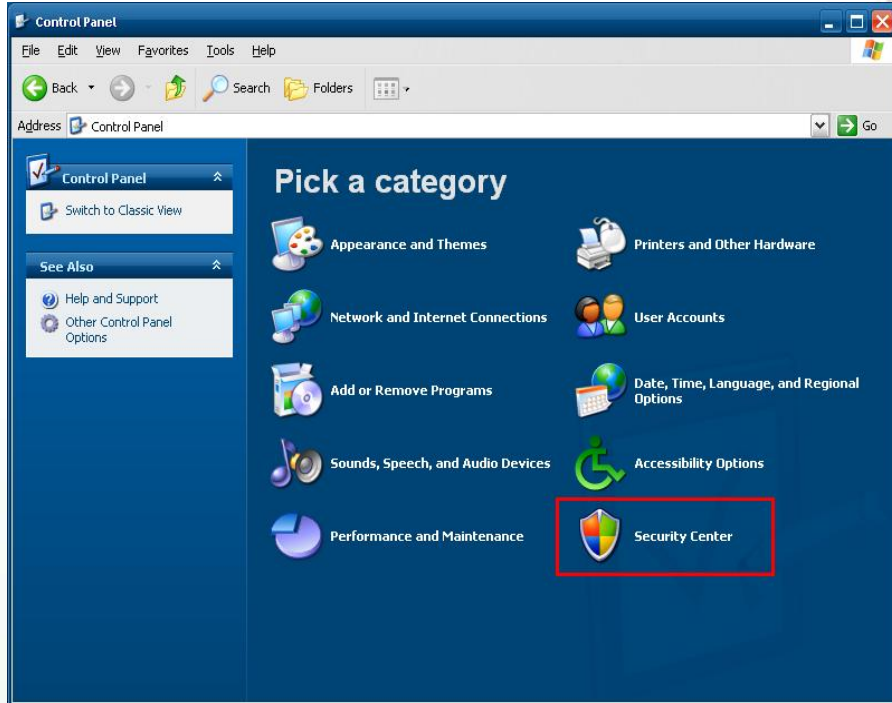 Control Panel
File Edit View Favorites Tools Help
Back Search Folders
Address Control Panel Go
Control Panel
Switch to Classic View
See Also
Help and Support
Other Control Panel
Options
Pick a category
Appearance and Themes
Printers and Other Hardware
Network and Internet Connections
User Accounts
Add or Remove Programs
Date, Time, Language, and Regional
Options
Sounds, Speech, and Audio Devices
Accessibility Options
Performance and Maintenance
Security Center